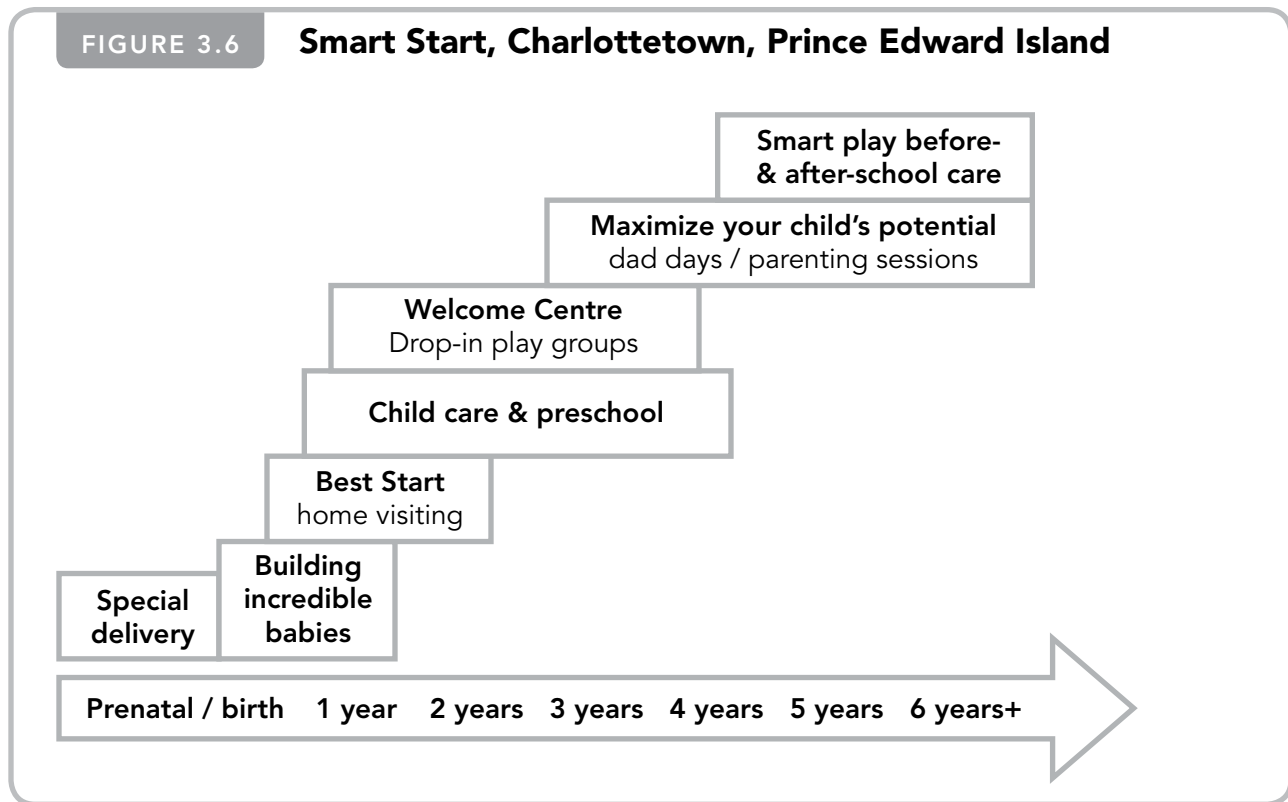 FIGURE 3.6
Smart Start, Charlottetown, Prince Edward Island
Smart play before-
& after-school care
Maximize your child's potential
dad days / parenting sessions
Welcome Centre
Drop-in play groups
Child care & preschool
Best Start
home visiting
Building
incredible
babies
Special
delivery
Prenatal / birth 1 year 2 years 3 years 4 years 5 years 6 years+